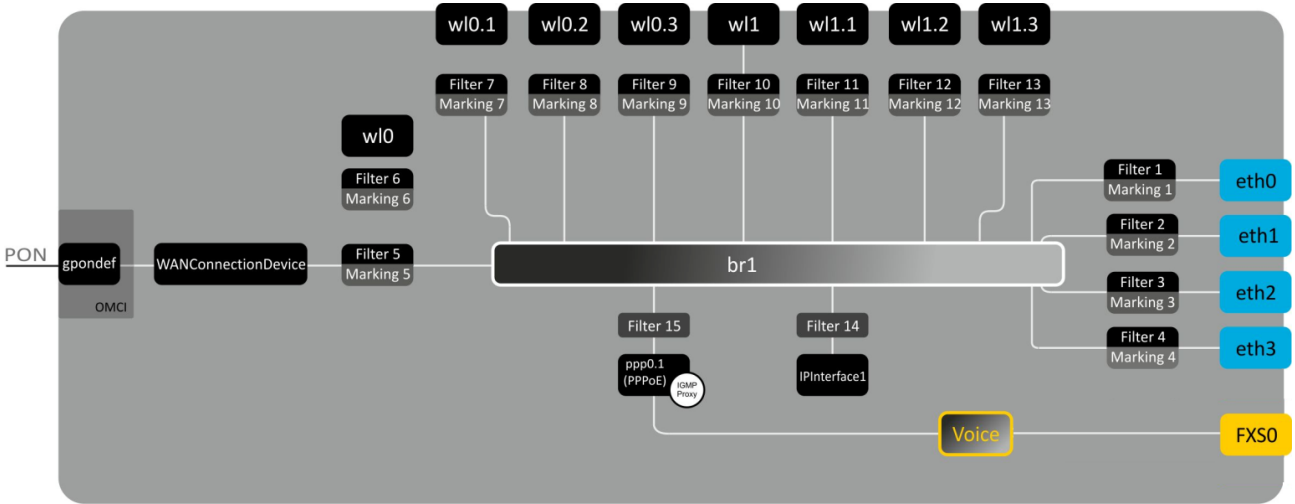 wl0.1 wl0.2 wl0.3 wl1 wl1.1 wl1.2 wl1.3
Filter 7 Filter 8 Filter 9 Filter 10 Filter 11 Filter 12 Filter 13
Marking 7 Marking 8 Marking 9 Marking 10 Marking 11 Marking 12 Marking 13
wl0
Filter 6
Marking 6
Filter 1
Marking 1
eth0
Filter 2
Marking 2
eth1
PON
gpondef
OMCI
WANConnectionDevice
Filter 5
Marking 5
br1
Filter 3
Marking 3
eth2
Filter 4
Marking 4
eth3
Filter 15
Filter 14
ppp0.1
(PPPoE)
IGMP
Proxy
IPInterface1
Voice
FXS0